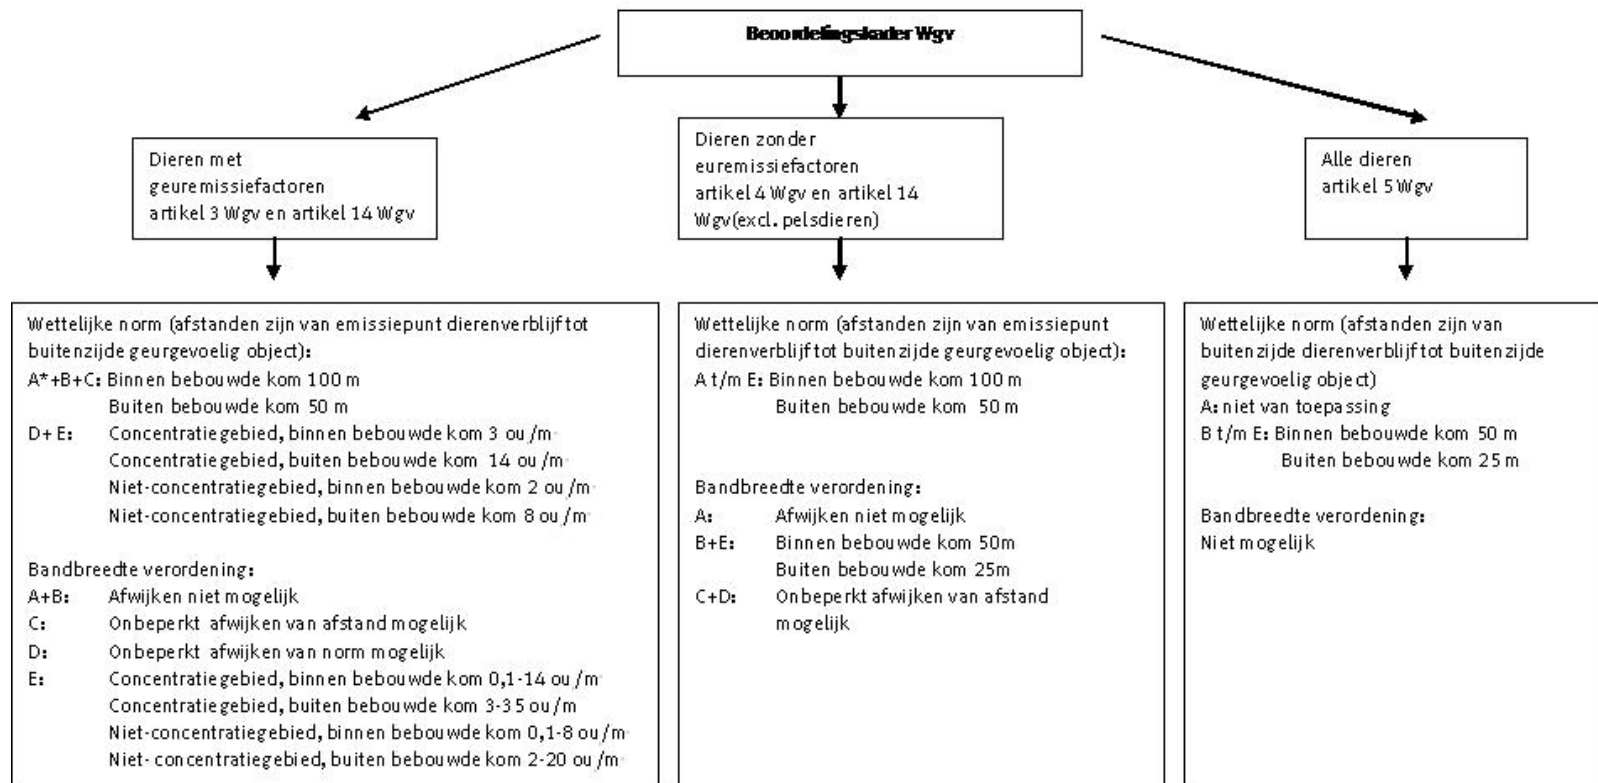 Beoordelingskader Wgv
Dieren met
geuremissiefactoren
artikel 3 Wgv en artikel 14 Wgv
Dieren zonder
euremissiefactoren
artikel 4 Wgv en artikel 14
Wgv(excl. pelsdieren)
Alle dieren
artikel 5 Wgv
Wettelijke norm (afstanden zijn van emissiepunt dierenverblijf tot
buitenzijde geurgevoelig object):
A*+B+C: Binnen bebouwde kom 100 m
Buiten bebouwde kom 50 m
D+E: Concentratiegebied, binnen bebouwde kom 3 ou/m
Concentratiegebied, buiten bebouwde kom 14 ou/m
Niet-concentratiegebied, binnen bebouwde kom 2 ou/m
Niet-concentratiegebied, buiten bebouwde kom 8 ou/m
Bandbreedte verordening:
A+B: Afwijken niet mogelijk
C: Onbeperkt afwijken van afstand mogelijk
D: Onbeperkt afwijken van norm mogelijk
E: Concentratiegebied, binnen bebouwde kom 0,1-14 ou/m
Concentratiegebied, buiten bebouwde kom 3-35 ou/m
Niet-concentratiegebied, binnen bebouwde kom 0,1-8 ou/m
Niet- concentratiegebied, buiten bebouwde kom 2-20 ou/m
Wettelijke norm (afstanden zijn van emissiepunt
dierenverblijf tot buitenzijde geurgevoelig object):
A t/m E: Binnen bebouwde kom 100 m
Buiten bebouwde kom 50 m
Bandbreedte verordening:
A: Afwijken niet mogelijk
B+E: Binnen bebouwde kom 50m
Buiten bebouwde kom 25m
C+D: Onbeperkt afwijken van afstand
mogelijk
Wettelijke norm (afstanden zijn van
buitenzijde dierenverblijf tot buitenzijde
geurgevoelig object)
A: niet van toepassing
B t/m E: Binnen bebouwde kom 50 m
Buiten bebouwde kom 25 m
Bandbreedte verordening:
Niet mogelijk